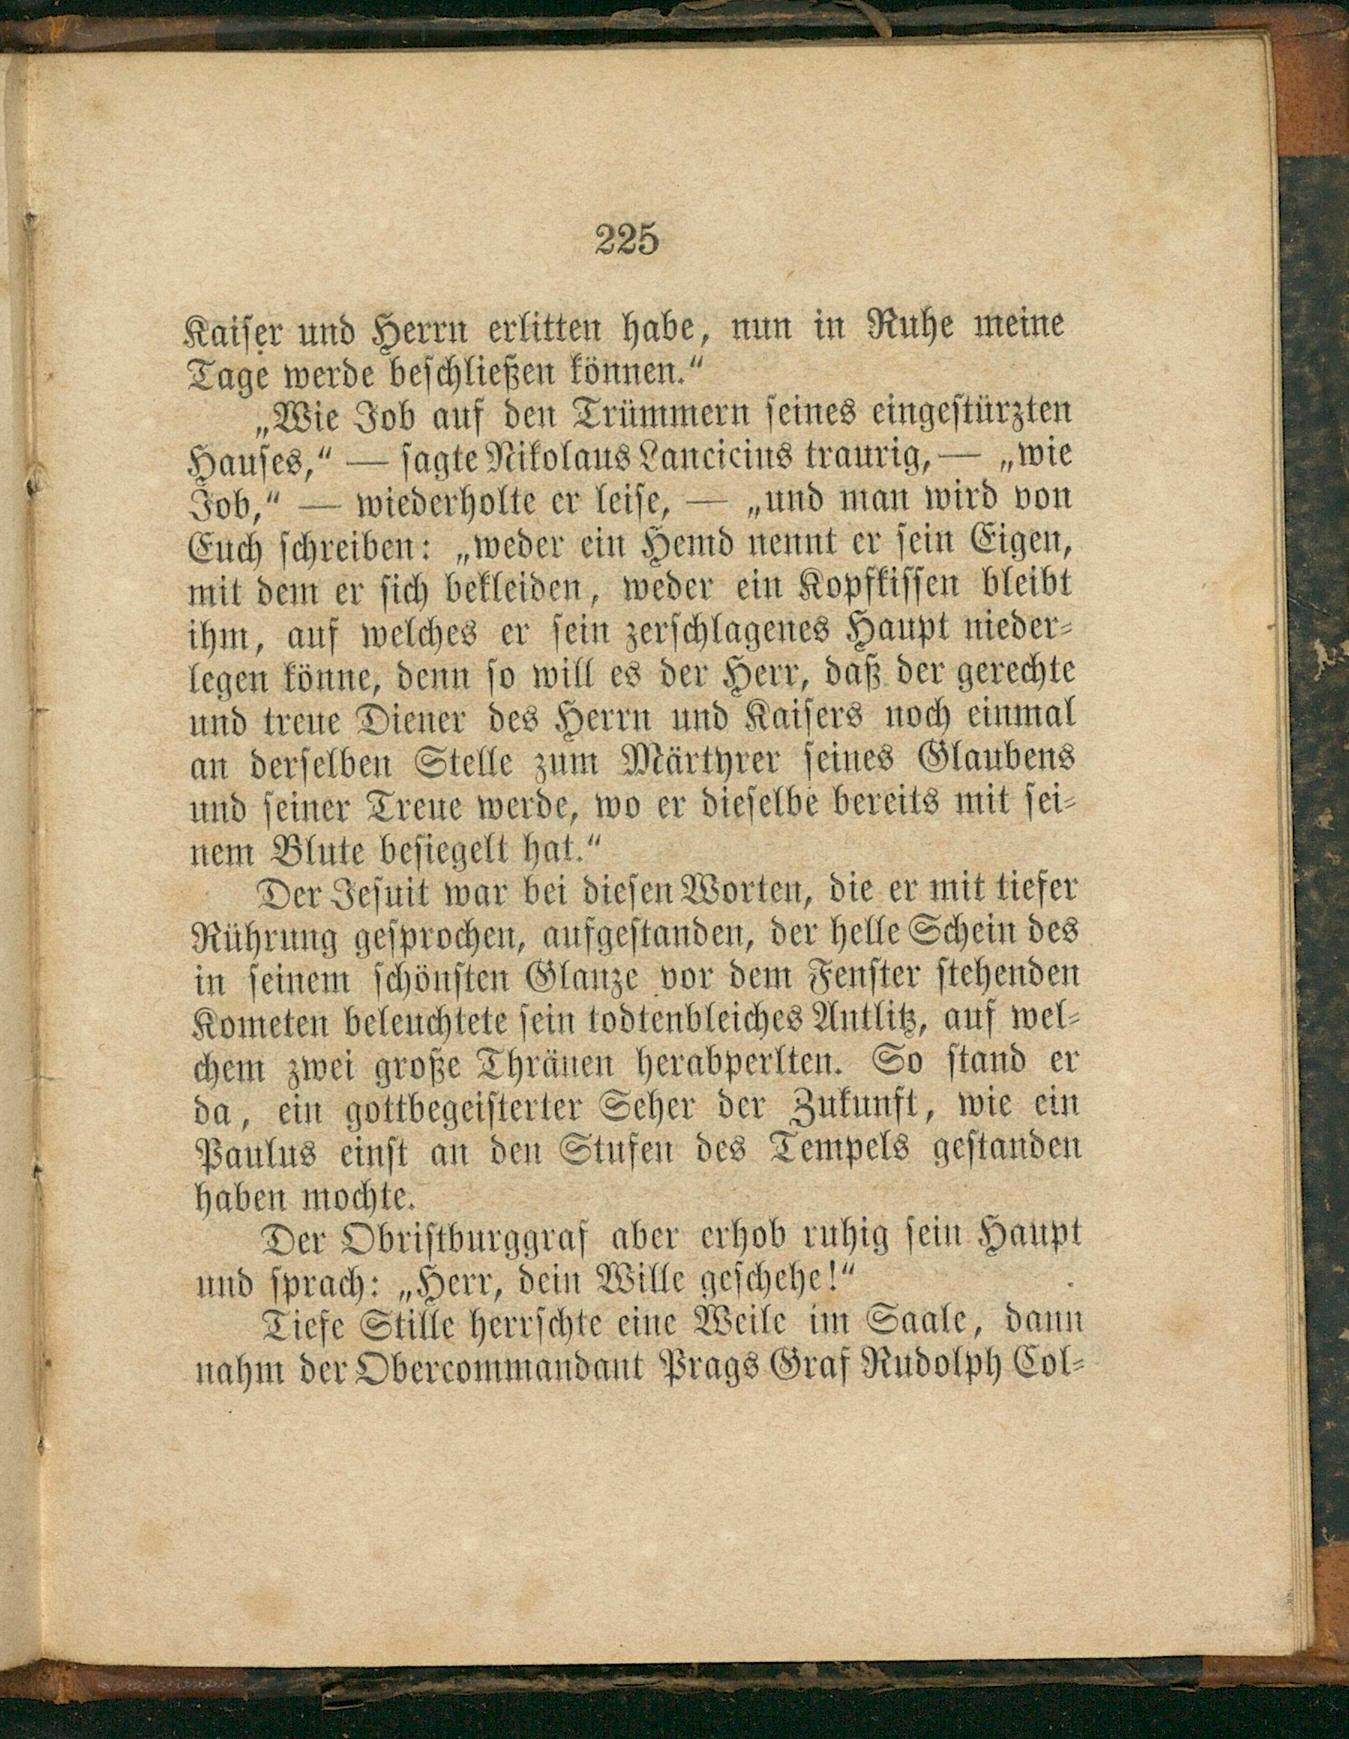 225
Kaiser und Herrn erlitten habe, nun in Ruhe meine
Tage werde beschließen können.“
„Wie Job auf den Trümmern seines eingestürzten
Hauses,“ — sagte Nikolaus Lancicius traurig, — „wie
Job,“ — wiederholte er leise, — „und man wird von
Euch schreiben: „weder ein Hemd nennt er sein Eigen,
mit dem er sich bekleiden, weder ein Kopfkissen bleibt
ihm, auf welches er sein zerschlagenes Haupt nieder-
legen könne, denn so will es der Herr, daß der gerechte
und treue Diener des Herrn und Kaisers noch einmal
an derselben Stelle zum Märtyrer seines Glaubens
und seiner Treue werde, wo er dieselbe bereits mit sei-
nem Blute besiegelt hat.“
Der Jesuit war bei diesen Worten, die er mit tiefer
Rührung gesprochen, aufgestanden, der helle Schein des
in seinem schönsten Glanze vor dem Fenster stehenden
Kometen beleuchtete sein todtenbleiches Antlitz, auf wel-
chem zwei große Thränen herabperlten. So stand er
da, ein gottbegeisterter Seher der Zukunft, wie ein
Paulus einst an den Stufen des Tempels gestanden
haben mochte.
Der Obristburggraf aber erhob ruhig sein Haupt
und sprach: „Herr, dein Wille geschehe!“
Tiefe Stille herrschte eine Weile im Saale, dann
nahm der Obercommandant Prags Graf Rudolph Col-